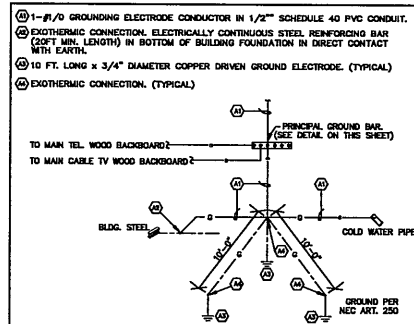 A1 1-#1/0 GROUNDING ELECTRODE CONDUCTOR IN 1/2"" SCHEDULE 40 PVC CONDUIT.
A2 EXOTHERMIC CONNECTION. ELECTRICALLY CONTINUOUS STEEL REINFORCING BAR
(20FT MIN. LENGTH) IN BOTTOM OF BUILDING FOUNDATION IN DIRECT CONTACT
WITH EARTH.
A3 10 FT. LONG x 3/4" DIAMETER COPPER DRIVEN GROUND ELECTRODE. (TYPICAL)
A4 EXOTHERMIC CONNECTION. (TYPICAL)
A1
PRINCIPAL GROUND BAR.
(SEE DETAIL ON THIS SHEET)
TO MAIN TEL. WOOD BACKBOARD
TO MAIN CABLE TV WOOD BACKBOARD
A1
A2 A1 A1
G G
BLDG. STEEL
COLD WATER PIPE
10'-0" 10'-0"
A4
G G
A3
A4 A4
GROUND PER
NEC ART. 250
A3 A3